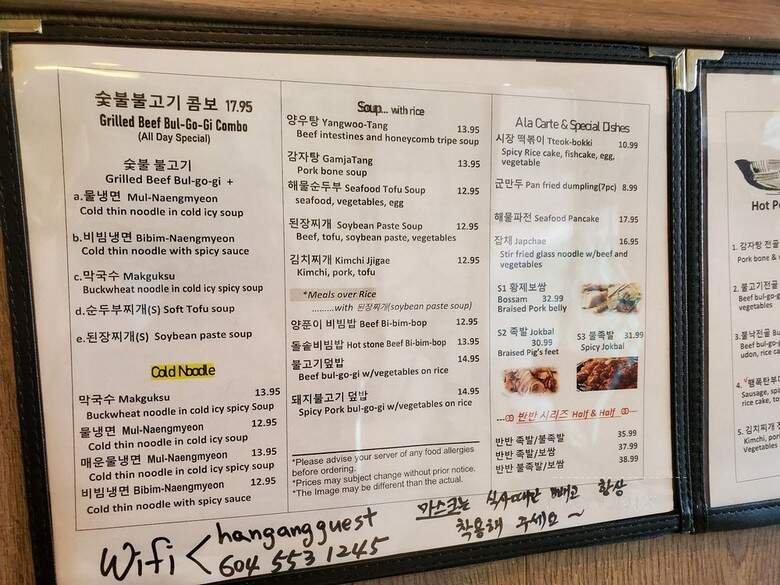 숯불불고기 콤보 17.95
Grilled Beef Bul-Go-Gi Combo
(All Day Special)
숯불 불고기
Grilled Beef Bul-go-gi +
a.물냉면 Mul-Naengmyeon
Cold thin noodle in cold icy soup
b.비빔냉면 Bibim-Naengmyeon
Cold thin noodle with spicy sauce
c.막국수 Makguksu
Buckwheat noodle in cold icy spicy soup
d.순두부찌개(S) Soft Tofu soup
e.된장찌개(S) Soybean paste soup
Cold Noodle
막국수 Makguksu 13.95
Buckwheat noodle in cold icy spicy Soup
물냉면 Mul-Naengmyeon 12.95
Cold thin noodle in cold icy soup
매운물냉면 Mul-Naengmyeon 13.95
Cold thin noodle in cold icy spicy soup
비빔냉면 Bibim-Naengmyeon 12.95
Cold thin noodle with spicy sauce
Soup... with rice
양우탕 Yangwoo-Tang 13.95
Beef intestines and honeycomb tripe soup
감자탕 GamjaTang 13.95
Pork bone soup
해물순두부 Seafood Tofu Soup 12.95
seafood, vegetables, egg
된장찌개 Soybean Paste Soup 12.95
Beef, tofu, soybean paste, vegetables
김치찌개 Kimchi Jjigae 12.95
Kimchi, pork, tofu
*Meals over Rice
.........with 된장찌개(soybean paste soup)
양푼이 비빔밥 Beef Bi-bim-bop 12.95
돌솥비빔밥 Hot stone Beef Bi-bim-bop 13.95
불고기덮밥 14.95
Beef bul-go-gi w/vegetables on rice
돼지불고기 덮밥 14.95
Spicy Pork bul-go-gi w/vegetables on rice
*Please advise your server of any food allergies
before ordering.
*Prices may subject change without prior notice.
*The Image may be different than the actual.
Ala Carte & Special Dishes
시장 떡볶이 Tteok-bokki 10.99
Spicy Rice cake, fishcake, egg,
vegetable
군만두 Pan fried dumpling(7pc) 8.99
해물파전 Seafood Pancake 17.95
잡채 Japchae 16.95
Stir fried glass noodle w/beef and
vegetables
S1 황제보쌈
Bossam 32.99
Braised Pork belly
S2 족발 Jokbal
30.99
Braised Pig's feet
S3 불족발 31.99
Spicy Jokbal
반반 시리즈 Half & Half
반반 족발/불족발 35.99
반반 족발/보쌈 37.99
반반 불족발/보쌈 38.99
Wifi < hangangguest
604 553 1245
마스크는 식사때만 빼고 항상
착용해 주세요~
Hot P
1. 감자탕 전골
Pork bone &
2. 불고기전골
Beef bul-go-
vegetables
3. 불낙전골
Beef bul-go
udon, rice
4. 햄폭탄부대
Sausage, spa
rice cake, to
5. 김치찌개
Kimchi, pork